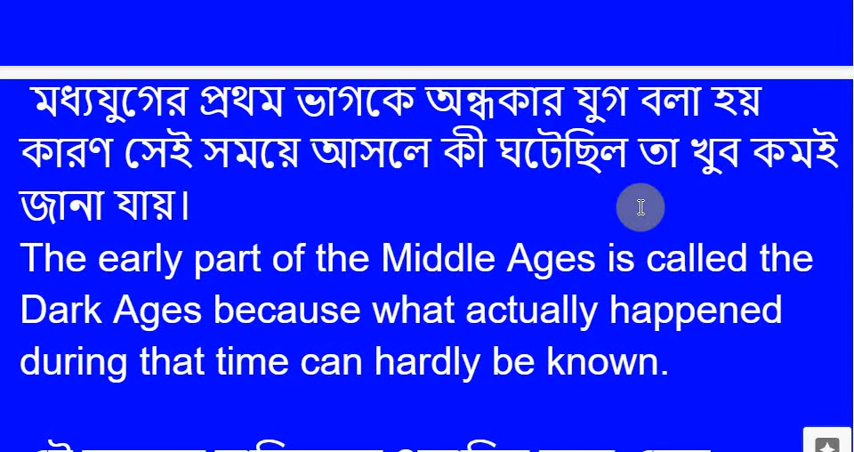 মধ্যযুগের প্রথম ভাগকে অন্ধকার যুগ বলা হয়
কারণ সেই সময়ে আসলে কী ঘটেছিল তা খুব কমই
জানা যায়।
The early part of the Middle Ages is called the
Dark Ages because what actually happened
during that time can hardly be known.